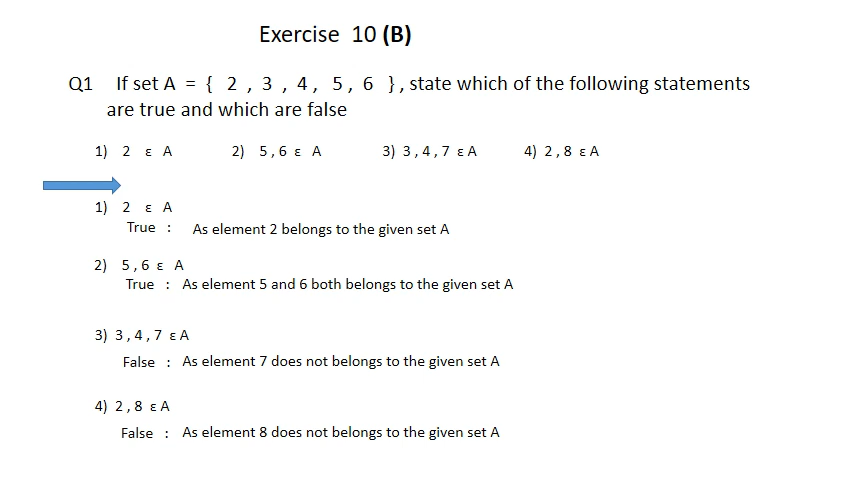 Exercise 10 (B)
Q1 If set A = { 2 , 3 , 4 , 5 , 6 } , state which of the following statements
are true and which are false
1) 2 ε A 2) 5 , 6 ε A 3) 3 , 4 , 7 ε A 4) 2 , 8 ε A
1) 2 ε A
True : As element 2 belongs to the given set A
2) 5 , 6 ε A
True : As element 5 and 6 both belongs to the given set A
3) 3 , 4 , 7 ε A
False : As element 7 does not belongs to the given set A
4) 2 , 8 ε A
False : As element 8 does not belongs to the given set A